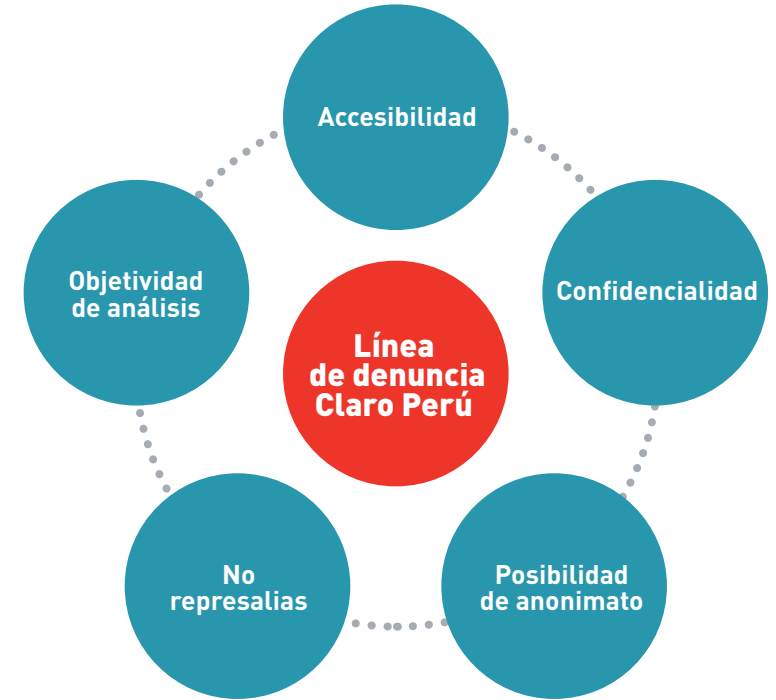 Accesibilidad
Confidencialidad
Posibilidad
de anonimato
No
represalias
Objetividad
de análisis
Línea
de denuncia
Claro Perú